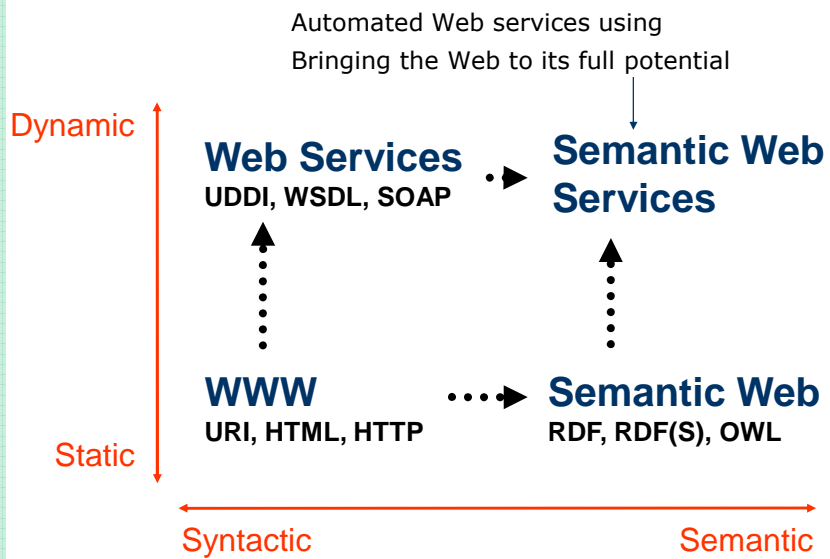 Automated Web services using
Bringing the Web to its full potential
Dynamic
Web Services
UDDI, WSDL, SOAP
Semantic Web
Services
WWW
URI, HTML, HTTP
Semantic Web
RDF, RDF(S), OWL
Static
Syntactic
Semantic